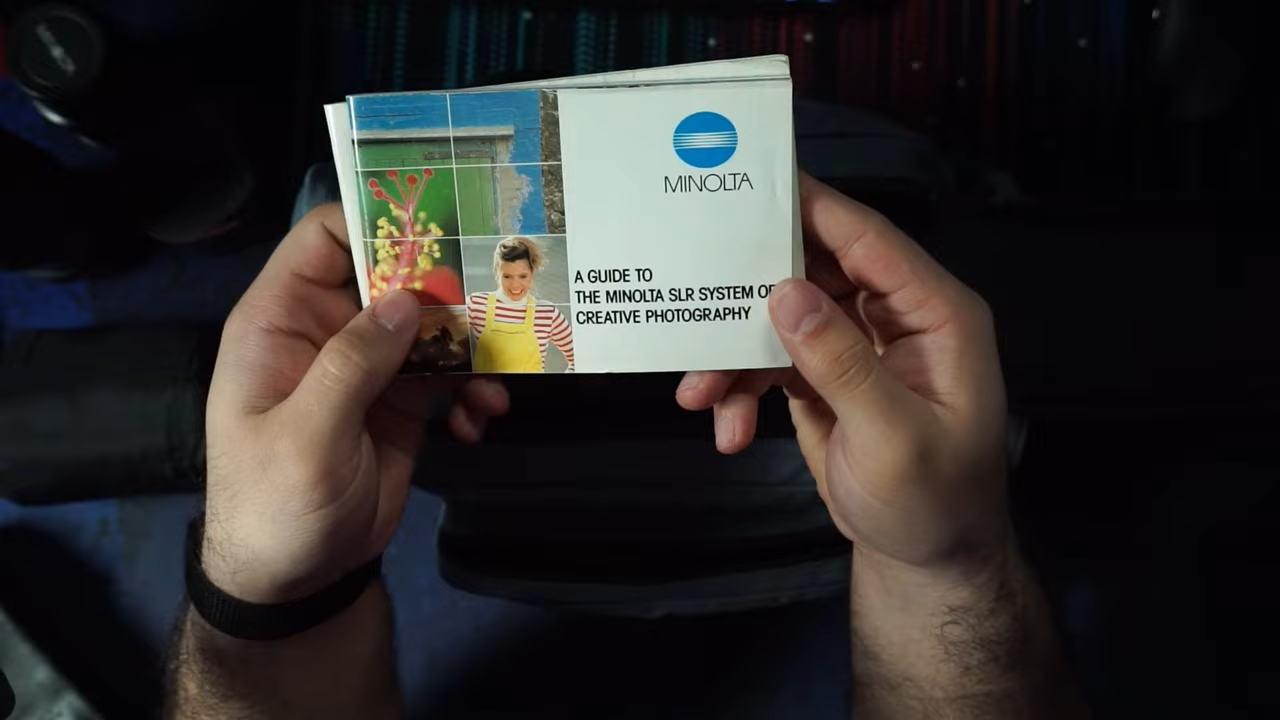 MINOLTA
A GUIDE TO
THE MINOLTA SLR SYSTEM OF
CREATIVE PHOTOGRAPHY